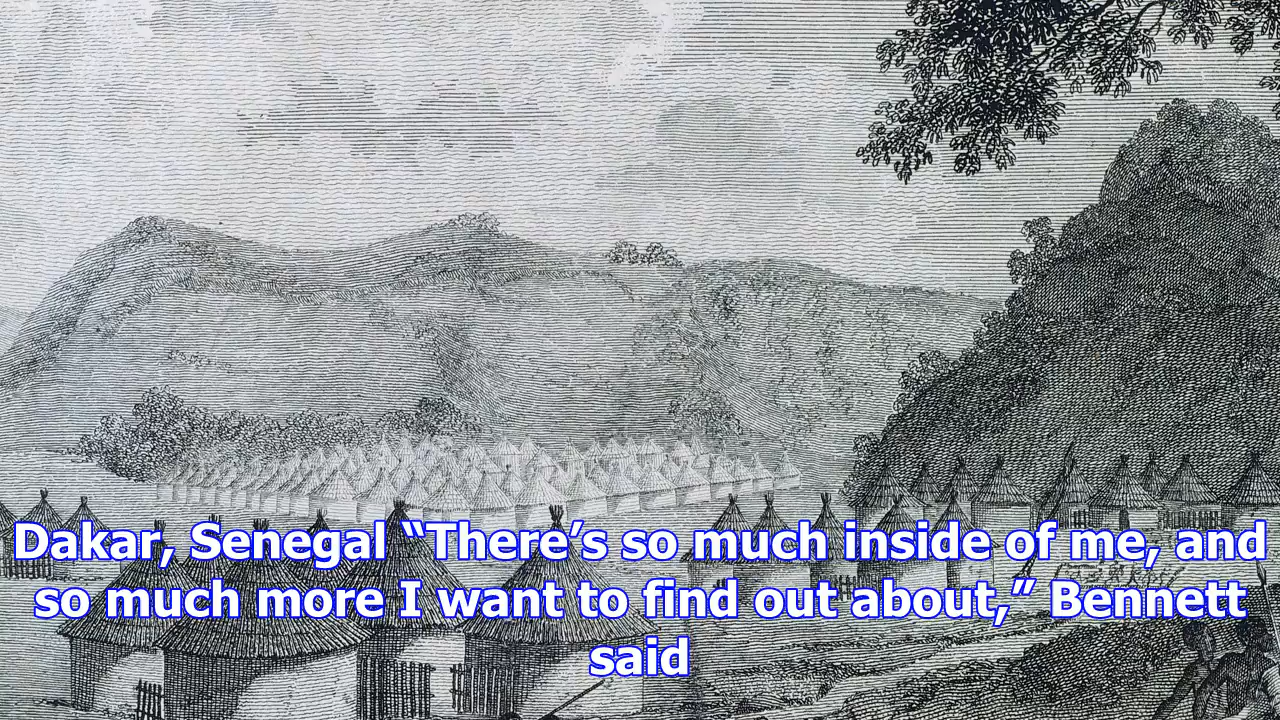 Dakar, Senegal “There’s so much inside of me, and
so much more I want to find out about,” Bennett
said